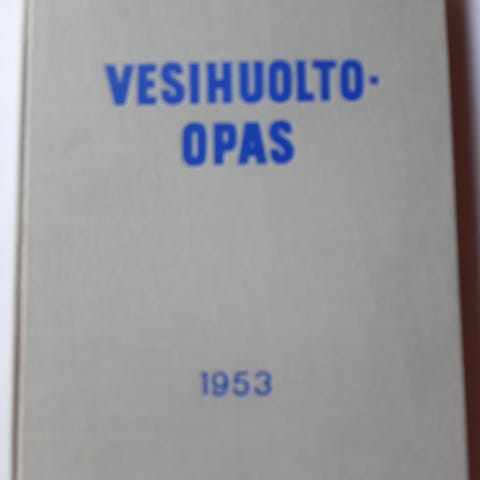 VESIHUOLTO-
OPAS
1953